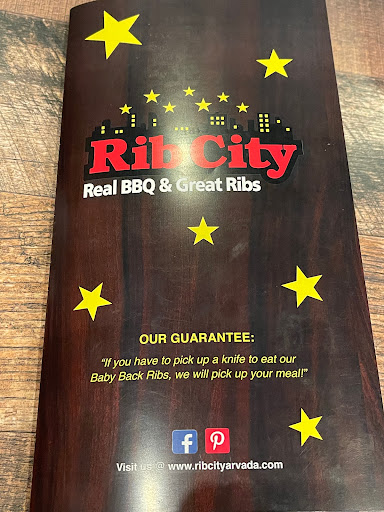 Rib City
Real BBQ & Great Ribs
OUR GUARANTEE:
"If you have to pick up a knife to eat our
Baby Back Ribs, we will pick up your meal!"
Visit us @ www.ribcityarvada.com